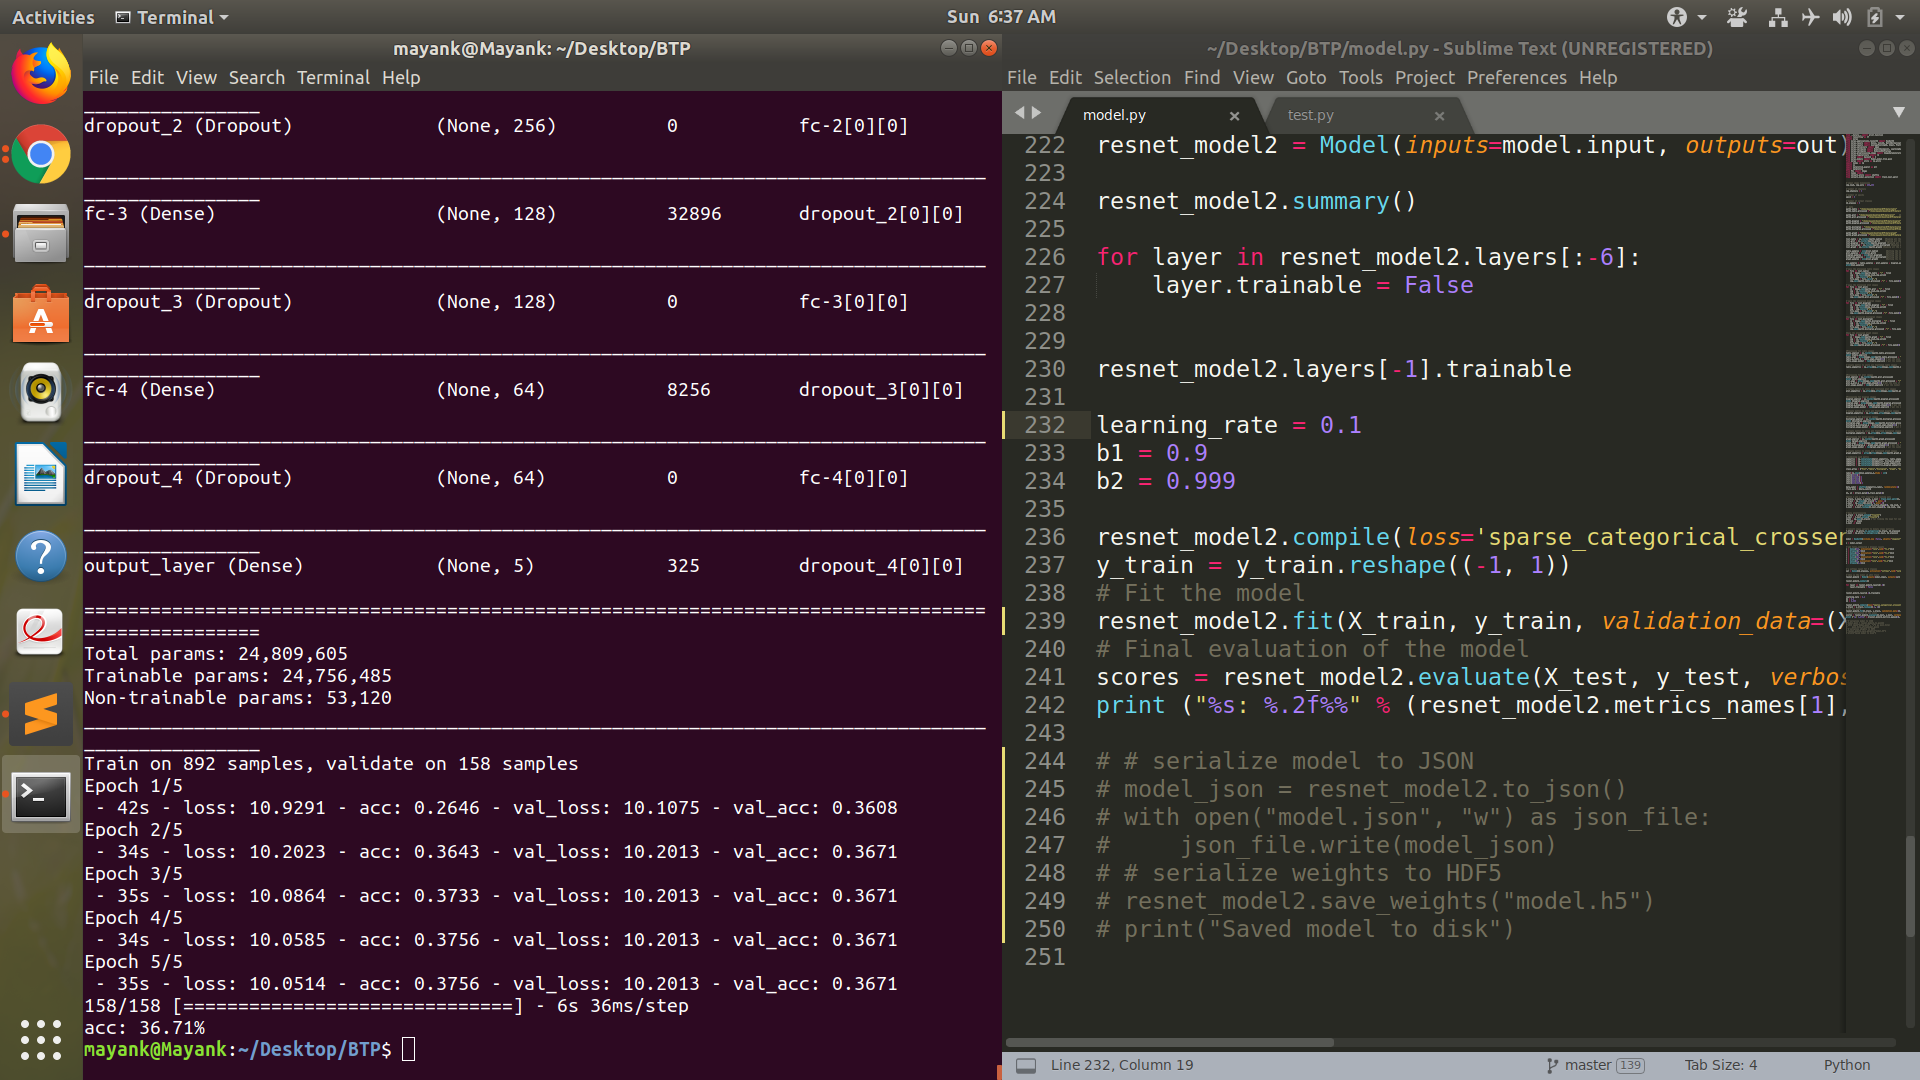 Activities Terminal Sun 6:37 AM
mayank@Mayank: ~/Desktop/BTP
File Edit View Search Terminal Help
________________
dropout_2 (Dropout) (None, 256) 0 fc-2[0][0]
__________________________________________________________________________________
________________
fc-3 (Dense) (None, 128) 32896 dropout_2[0][0]
__________________________________________________________________________________
________________
dropout_3 (Dropout) (None, 128) 0 fc-3[0][0]
__________________________________________________________________________________
________________
fc-4 (Dense) (None, 64) 8256 dropout_3[0][0]
__________________________________________________________________________________
________________
dropout_4 (Dropout) (None, 64) 0 fc-4[0][0]
__________________________________________________________________________________
________________
output_layer (Dense) (None, 5) 325 dropout_4[0][0]
==================================================================================
================
Total params: 24,809,605
Trainable params: 24,756,485
Non-trainable params: 53,120
__________________________________________________________________________________
________________
Train on 892 samples, validate on 158 samples
Epoch 1/5
 - 42s - loss: 10.9291 - acc: 0.2646 - val_loss: 10.1075 - val_acc: 0.3608
Epoch 2/5
 - 34s - loss: 10.2023 - acc: 0.3643 - val_loss: 10.2013 - val_acc: 0.3671
Epoch 3/5
 - 35s - loss: 10.0864 - acc: 0.3733 - val_loss: 10.2013 - val_acc: 0.3671
Epoch 4/5
 - 34s - loss: 10.0585 - acc: 0.3756 - val_loss: 10.2013 - val_acc: 0.3671
Epoch 5/5
 - 35s - loss: 10.0514 - acc: 0.3756 - val_loss: 10.2013 - val_acc: 0.3671
158/158 [==============================] - 6s 36ms/step
acc: 36.71%
mayank@Mayank:~/Desktop/BTP$
~/Desktop/BTP/model.py - Sublime Text (UNREGISTERED)
File Edit Selection Find View Goto Tools Project Preferences Help
model.py × test.py ×
222 resnet_model2 = Model(inputs=model.input, outputs=out)
223
224 resnet_model2.summary()
225
226 for layer in resnet_model2.layers[:-6]:
227     layer.trainable = False
228
229
230 resnet_model2.layers[-1].trainable
231
232 learning_rate = 0.1
233 b1 = 0.9
234 b2 = 0.999
235
236 resnet_model2.compile(loss='sparse_categorical_crosser
237 y_train = y_train.reshape((-1, 1))
238 # Fit the model
239 resnet_model2.fit(X_train, y_train, validation_data=(X
240 # Final evaluation of the model
241 scores = resnet_model2.evaluate(X_test, y_test, verbos
242 print ("%s: %.2f%%" % (resnet_model2.metrics_names[1],
243
244 # # serialize model to JSON
245 # model_json = resnet_model2.to_json()
246 # with open("model.json", "w") as json_file:
247 #     json_file.write(model_json)
248 # # serialize weights to HDF5
249 # resnet_model2.save_weights("model.h5")
250 # print("Saved model to disk")
251
Line 232, Column 19 master 139 Tab Size: 4 Python